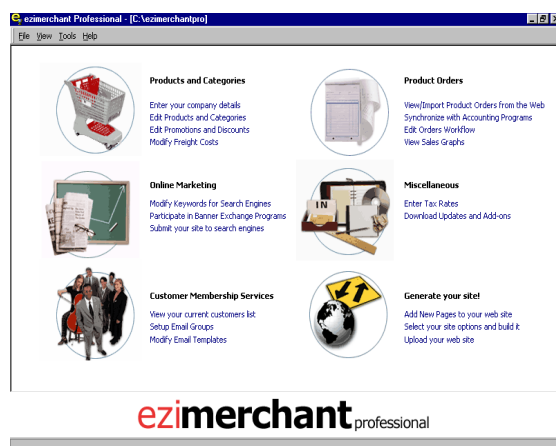 ezimerchant Professional - [C:\ezimerchantpro]
File View Tools Help
Products and Categories
Enter your company details
Edit Products and Categories
Edit Promotions and Discounts
Modify Freight Costs
Product Orders
View/Import Product Orders from the Web
Synchronize with Accounting Programs
Edit Orders Workflow
View Sales Graphs
Online Marketing
Modify Keywords for Search Engines
Participate in Banner Exchange Programs
Submit your site to search engines
IN
Miscellaneous
Enter Tax Rates
Download Updates and Add-ons
Customer Membership Services
View your current customers list
Setup Email Groups
Modify Email Templates
Generate your site!
Add New Pages to your web site
Select your site options and build it
Upload your web site
ezimerchant professional